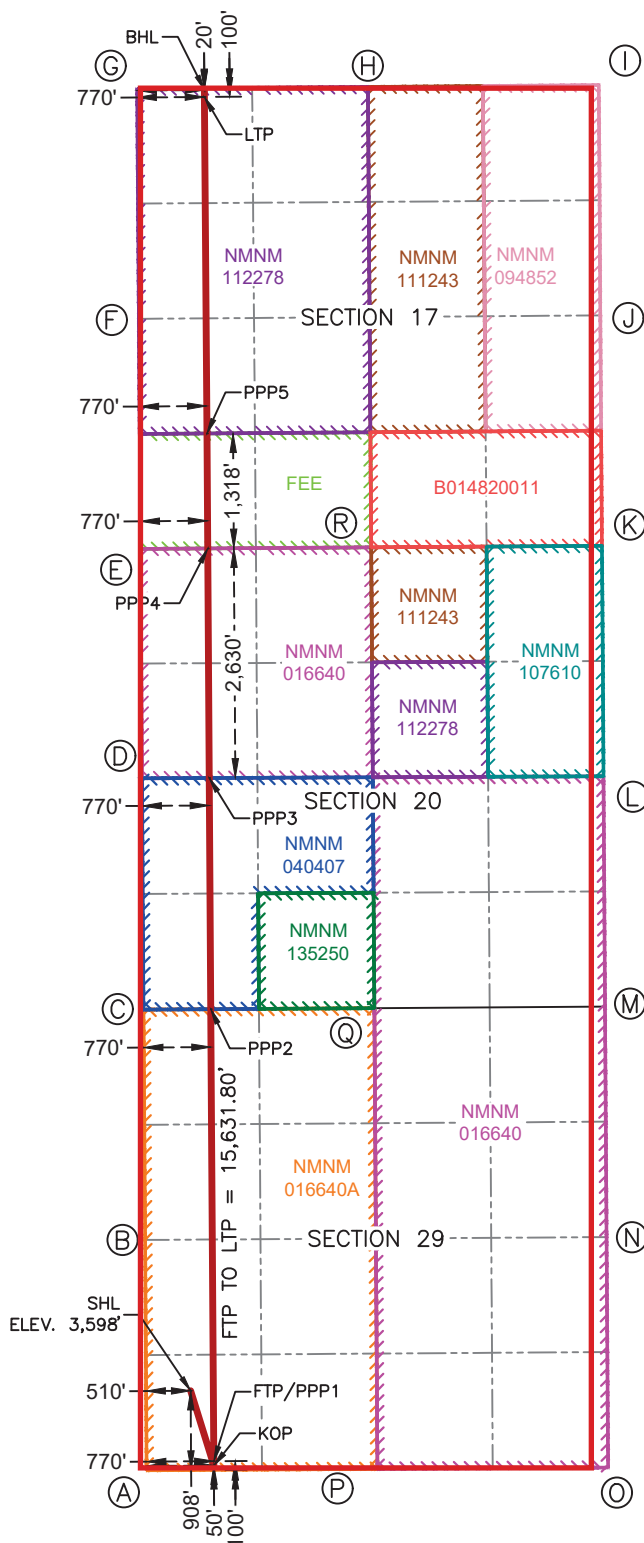 BHL
20'
100'
G
H
I
770'
LTP
NMNM
112278
NMNM
111243
NMNM
094852
F
SECTION 17
J
770'
PPP5
FEE
1,318'
B014820011
770'
R
K
E
PPP4
NMNM
111243
NMNM
016640
2,630'
NMNM
107610
NMNM
112278
D
770'
PPP3
SECTION 20
L
NMNM
040407
NMNM
135250
C
Q
M
770'
PPP2
FTP TO LTP = 15,631.80'
NMNM
016640
NMNM
016640A
B
SECTION 29
N
SHL
ELEV. 3,598'
510'
FTP/PPP1
KOP
770'
A
908'
50'
100'
P
O